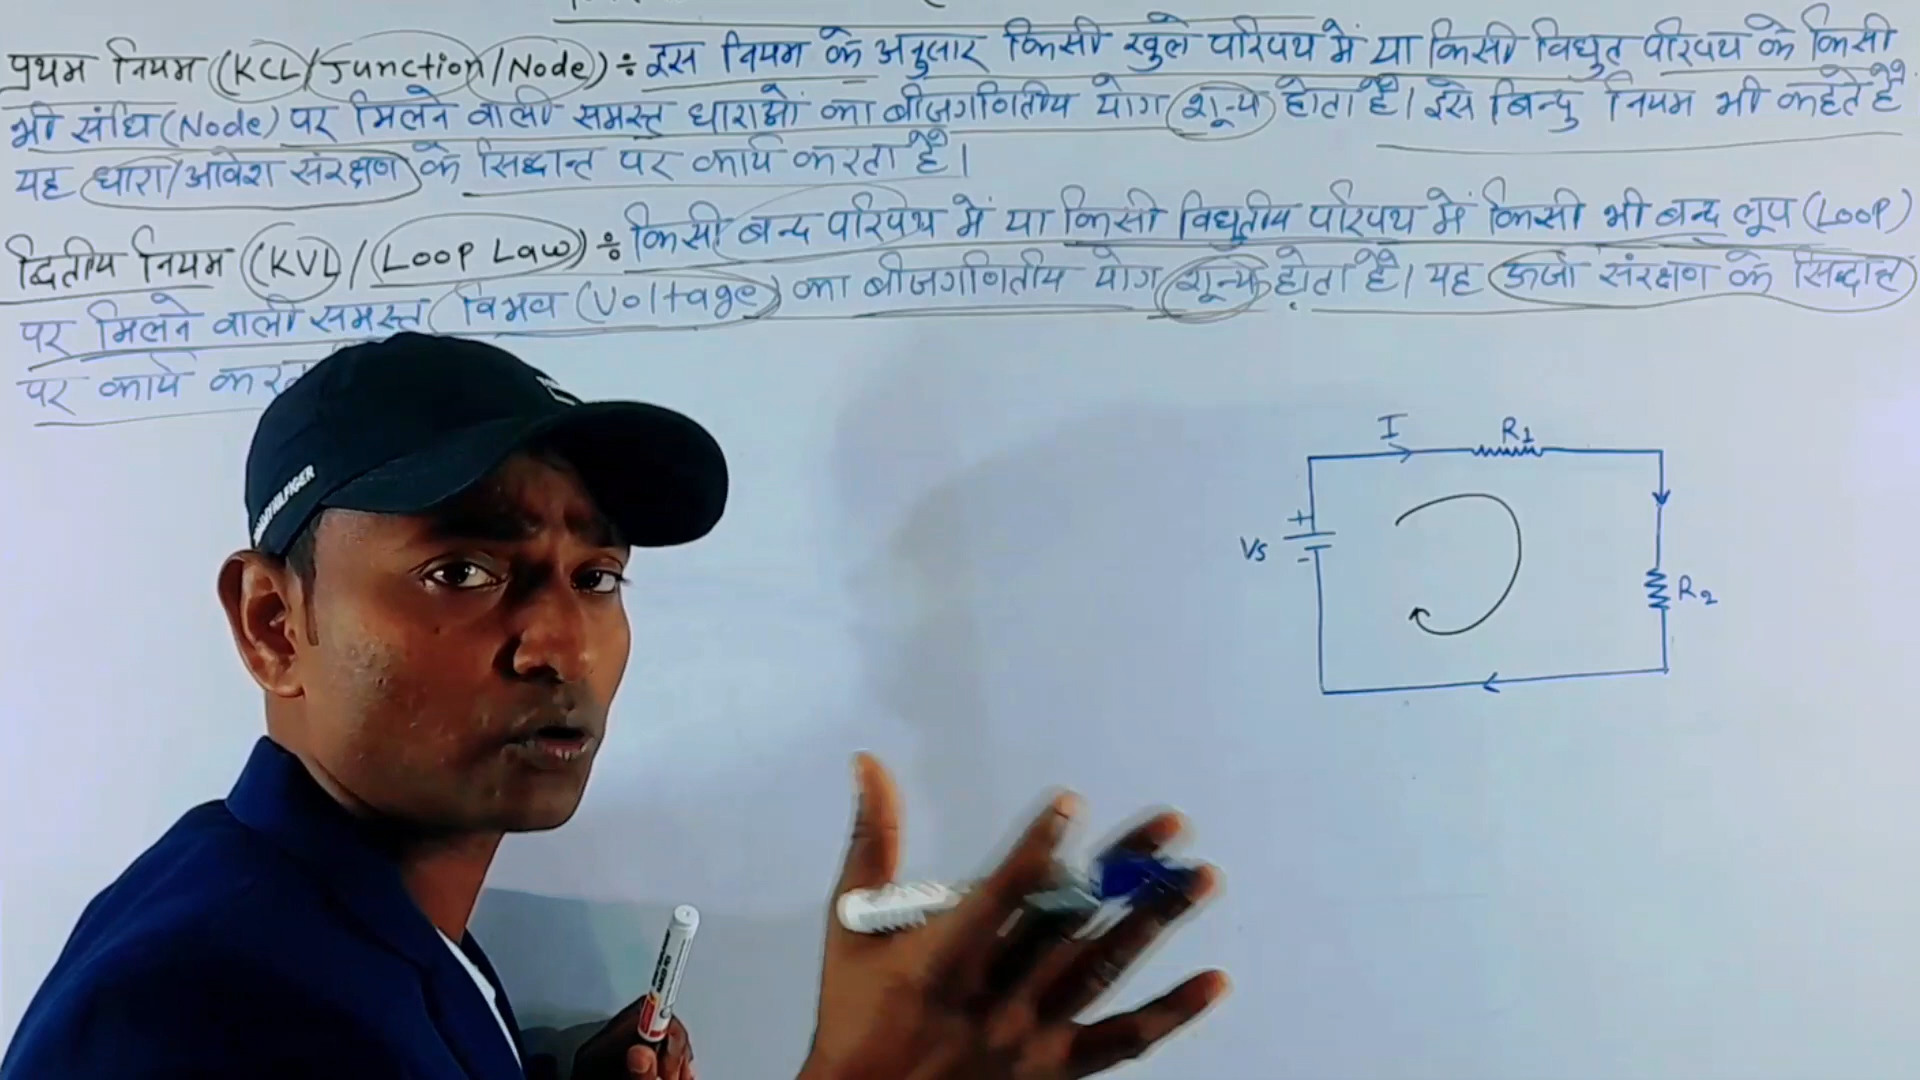 प्रथम नियम (KCL/Junction/Node) ÷ इस नियम के अनुसार किसी खुले परिपथ में या किसी विधुत परिपथ के किसी
भी संधि (Node) पर मिलने वाली समस्त धाराओं का बीजगणितीय योग शून्य होता है। इसे बिन्दु नियम भी कहते है
यह धारा/आवेश संरक्षण के सिद्धान्त पर कार्य करता है।
द्वितीय नियम (KVL/Loop Law) ÷ किसी बन्द परिपथ में या किसी विधुतीय परिपथ में किसी भी बन्द लूप (Loop)
पर मिलने वाली समस्त विभव (Voltage) का बीजगणितीय योग शून्य होता है। यह ऊर्जा संरक्षण के सिद्धान्त
पर कार्य
I R1
+
Vs
-
R2
HILFIGER